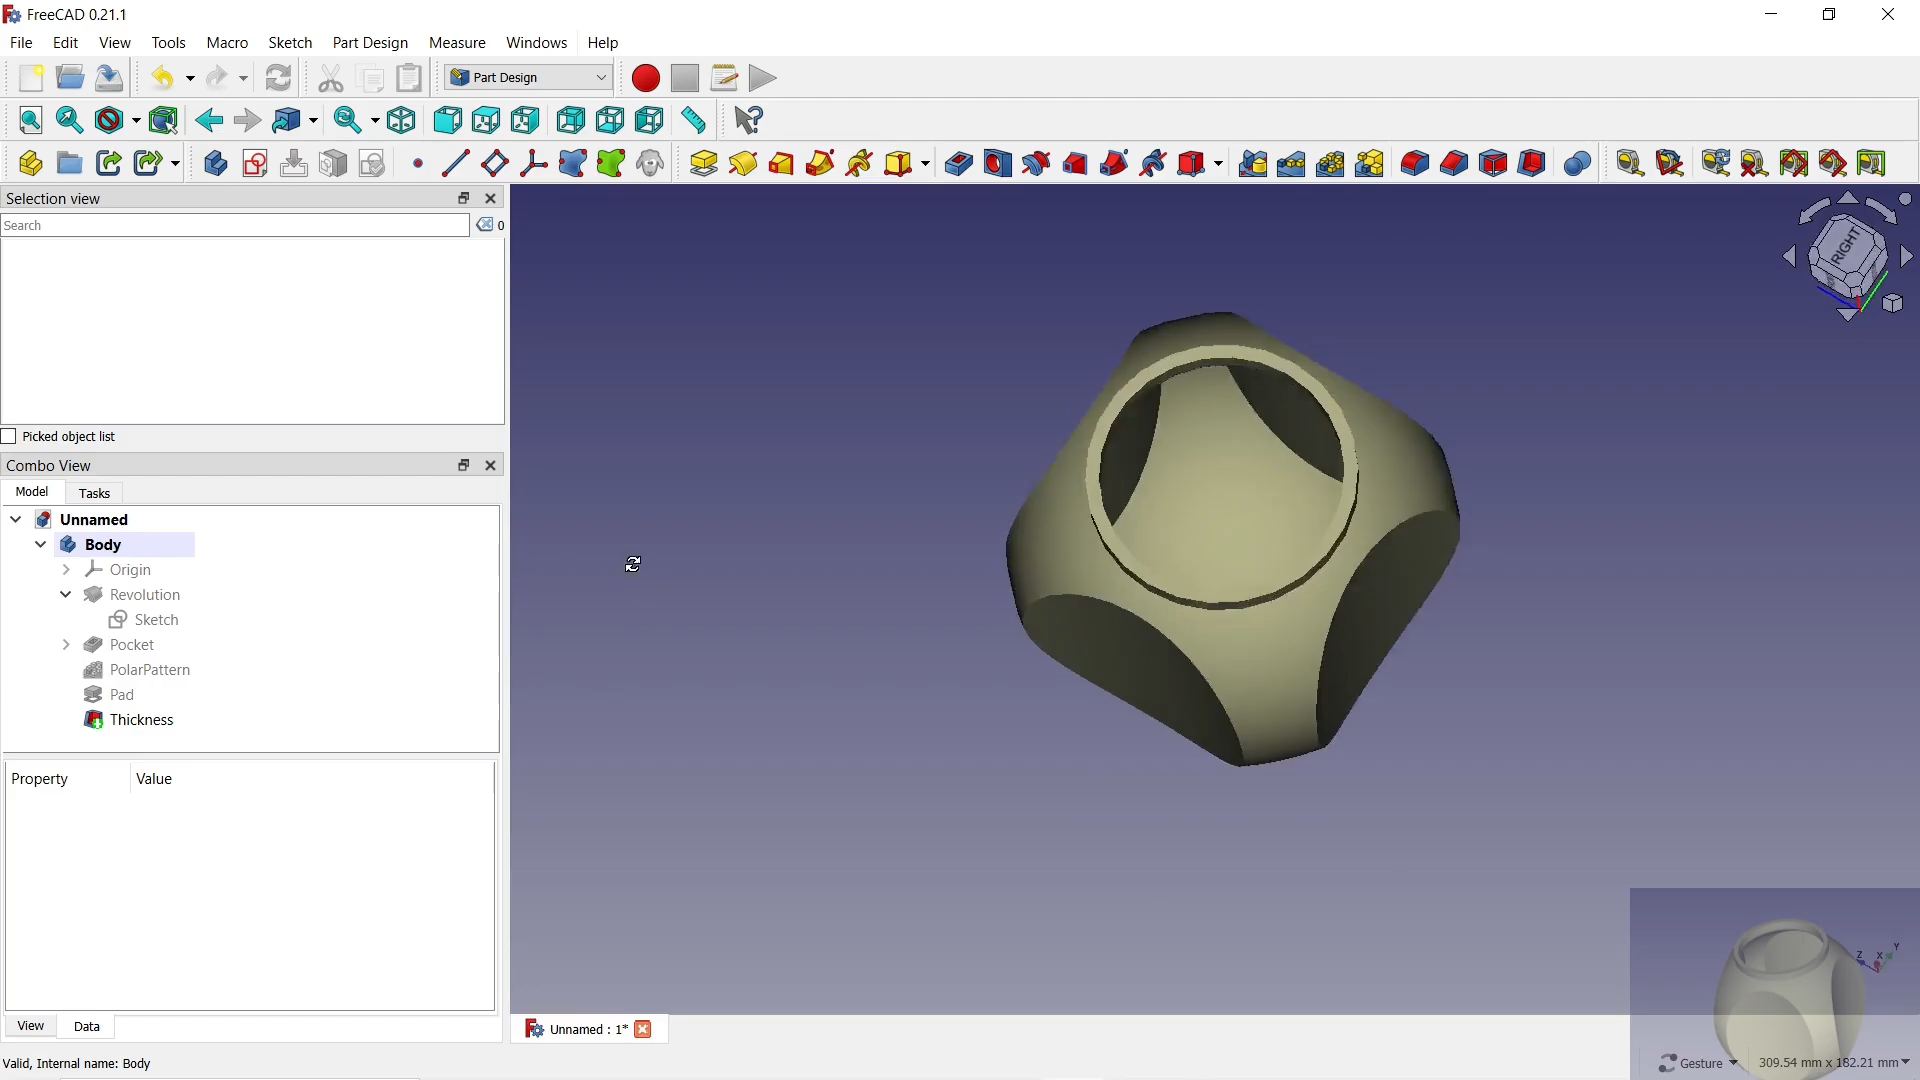 FreeCAD 0.21.1
File Edit View Tools Macro Sketch Part Design Measure Windows Help
Part Design
Selection view
Search
0
Picked object list
Combo View
Model Tasks
Unnamed
Body
Origin
Revolution
Sketch
Pocket
PolarPattern
Pad
Thickness
Property Value
View Data
Unnamed : 1*
Valid, Internal name: Body
RIGHT
Z X Y
Gesture 309.54 mm x 182.21 mm